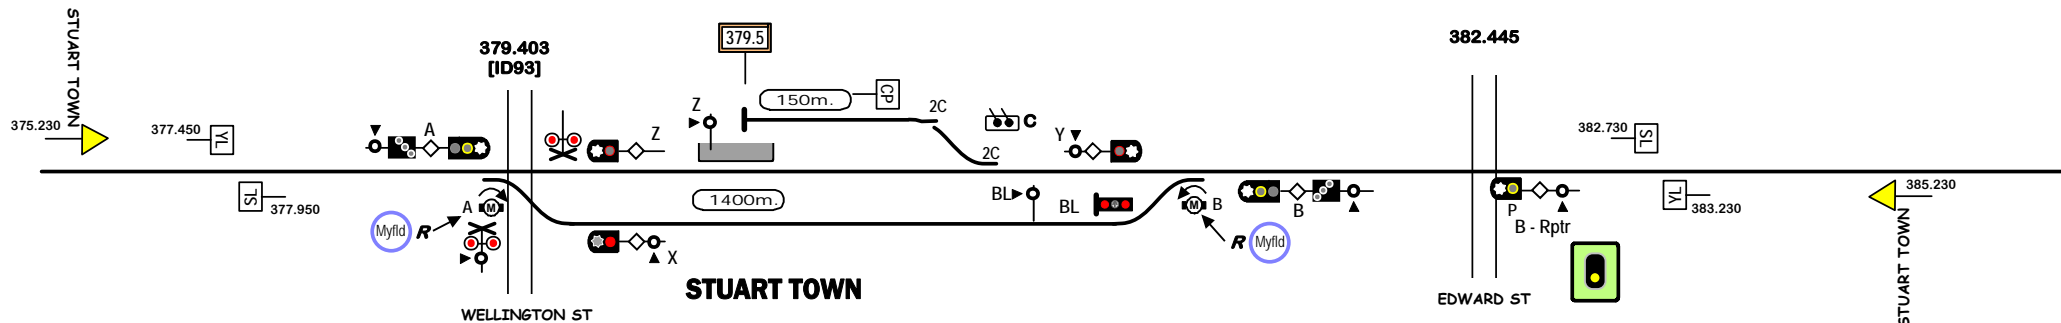 STUART TOWN
375.230
377.450
YL
SL
377.950
A
379.403
[ID93]
Z
Z
379.5
150m.
CP
2C
2C
C
Y
382.445
382.730
SL
YL
383.230
385.230
STUART TOWN
Myfld
R
A
M
1400m.
BL
BL
M
B
R
Myfld
B
P
B - Rptr
X
STUART TOWN
WELLINGTON ST
EDWARD ST